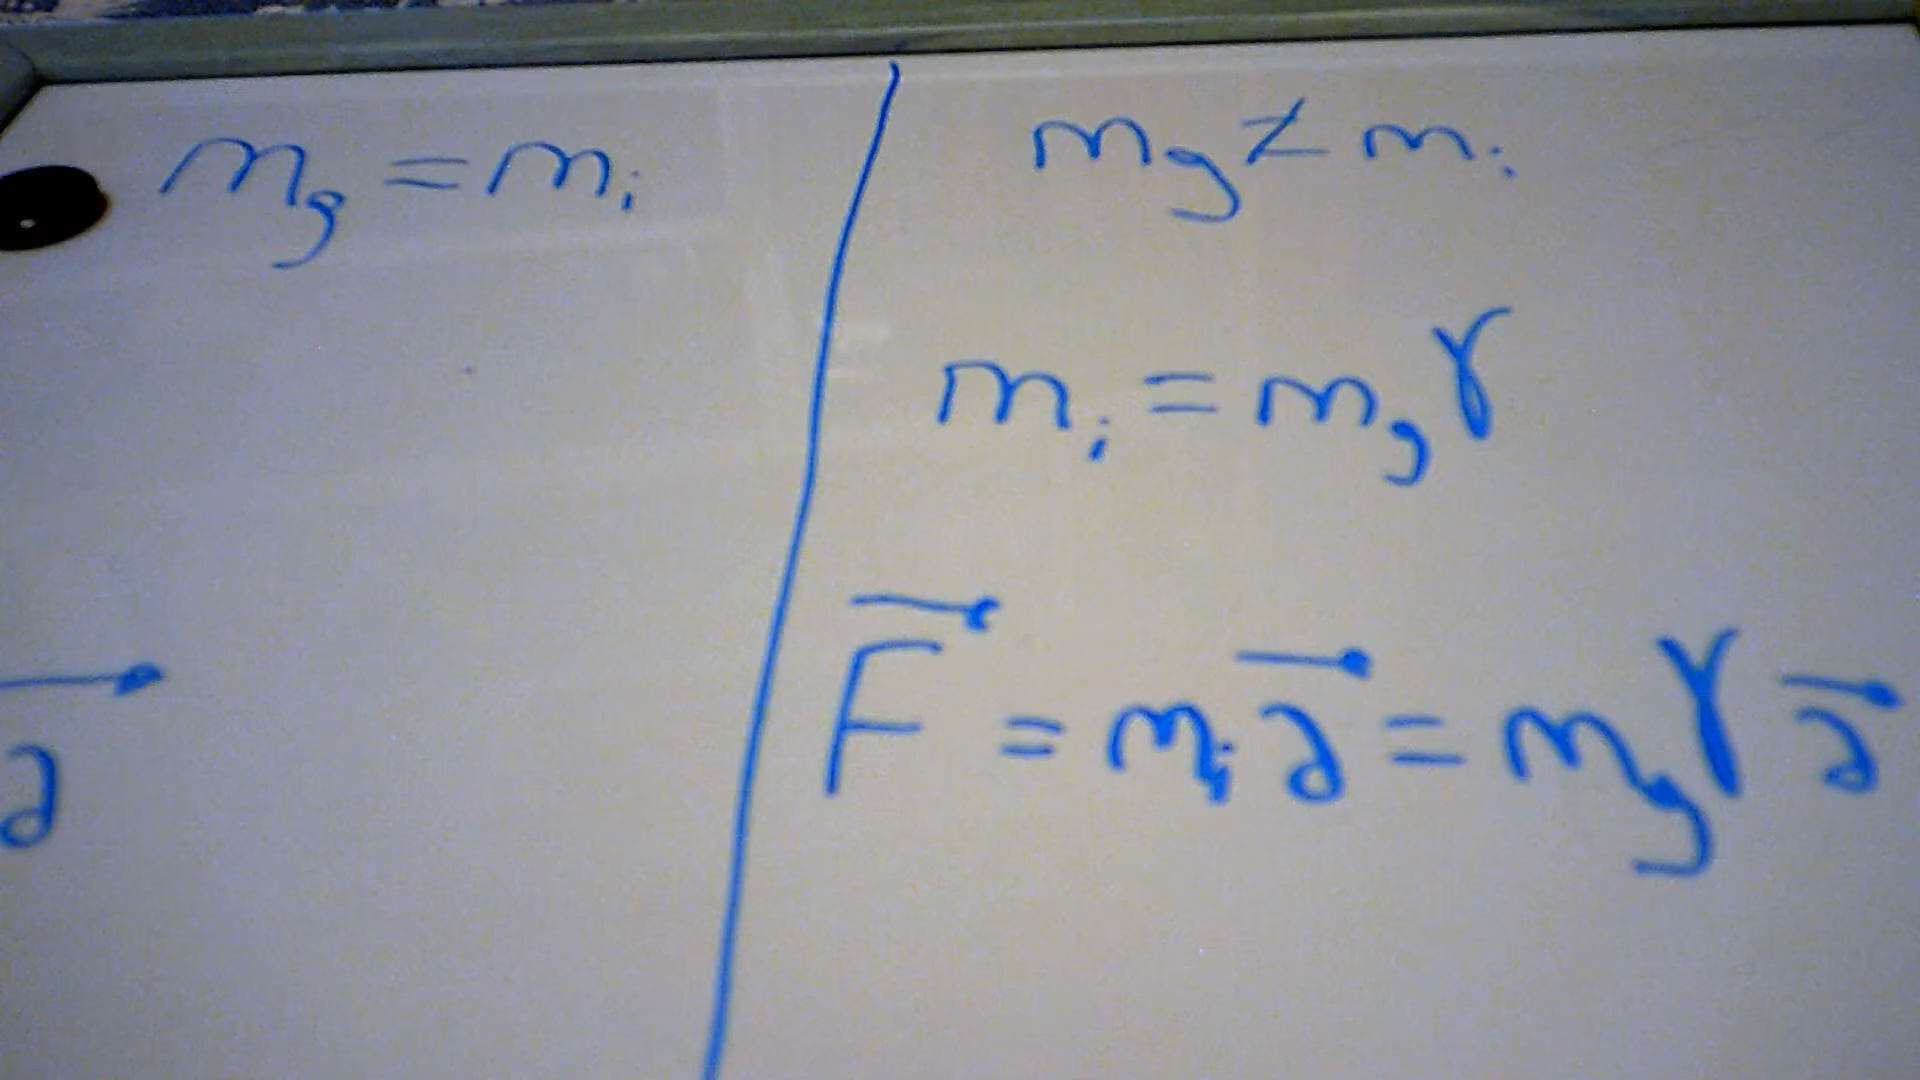 m_g = m_i
a⃗
m_g ≠ m_i
m_i = m_g γ
F⃗ = m_i a⃗ = m_g γ a⃗